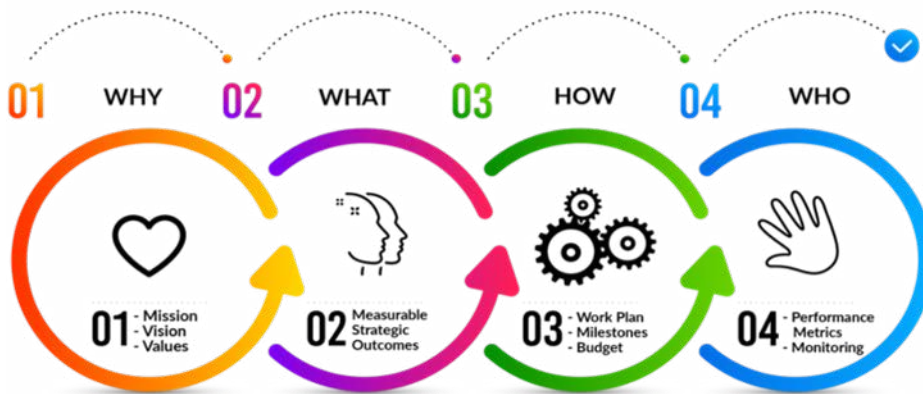 01 WHY 02 WHAT 03 HOW 04 WHO
01 - Mission
- Vision
- Values
02 Measurable
Strategic
Outcomes
03 - Work Plan
- Milestones
- Budget
04 - Performance
Metrics
- Monitoring